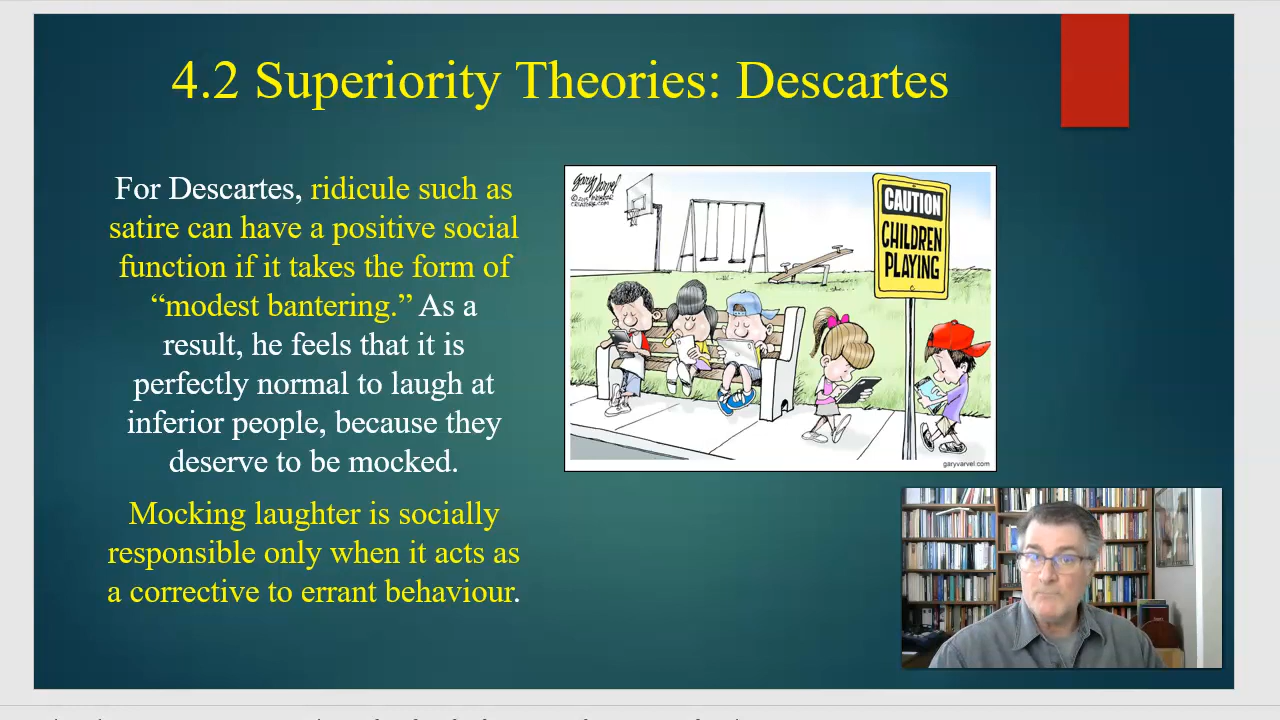 4.2 Superiority Theories: Descartes
For Descartes, ridicule such as
satire can have a positive social
function if it takes the form of
“modest bantering.” As a
result, he feels that it is
perfectly normal to laugh at
inferior people, because they
deserve to be mocked.
Mocking laughter is socially
responsible only when it acts as
a corrective to errant behaviour.
CAUTION
CHILDREN
PLAYING
garyvarvel.com